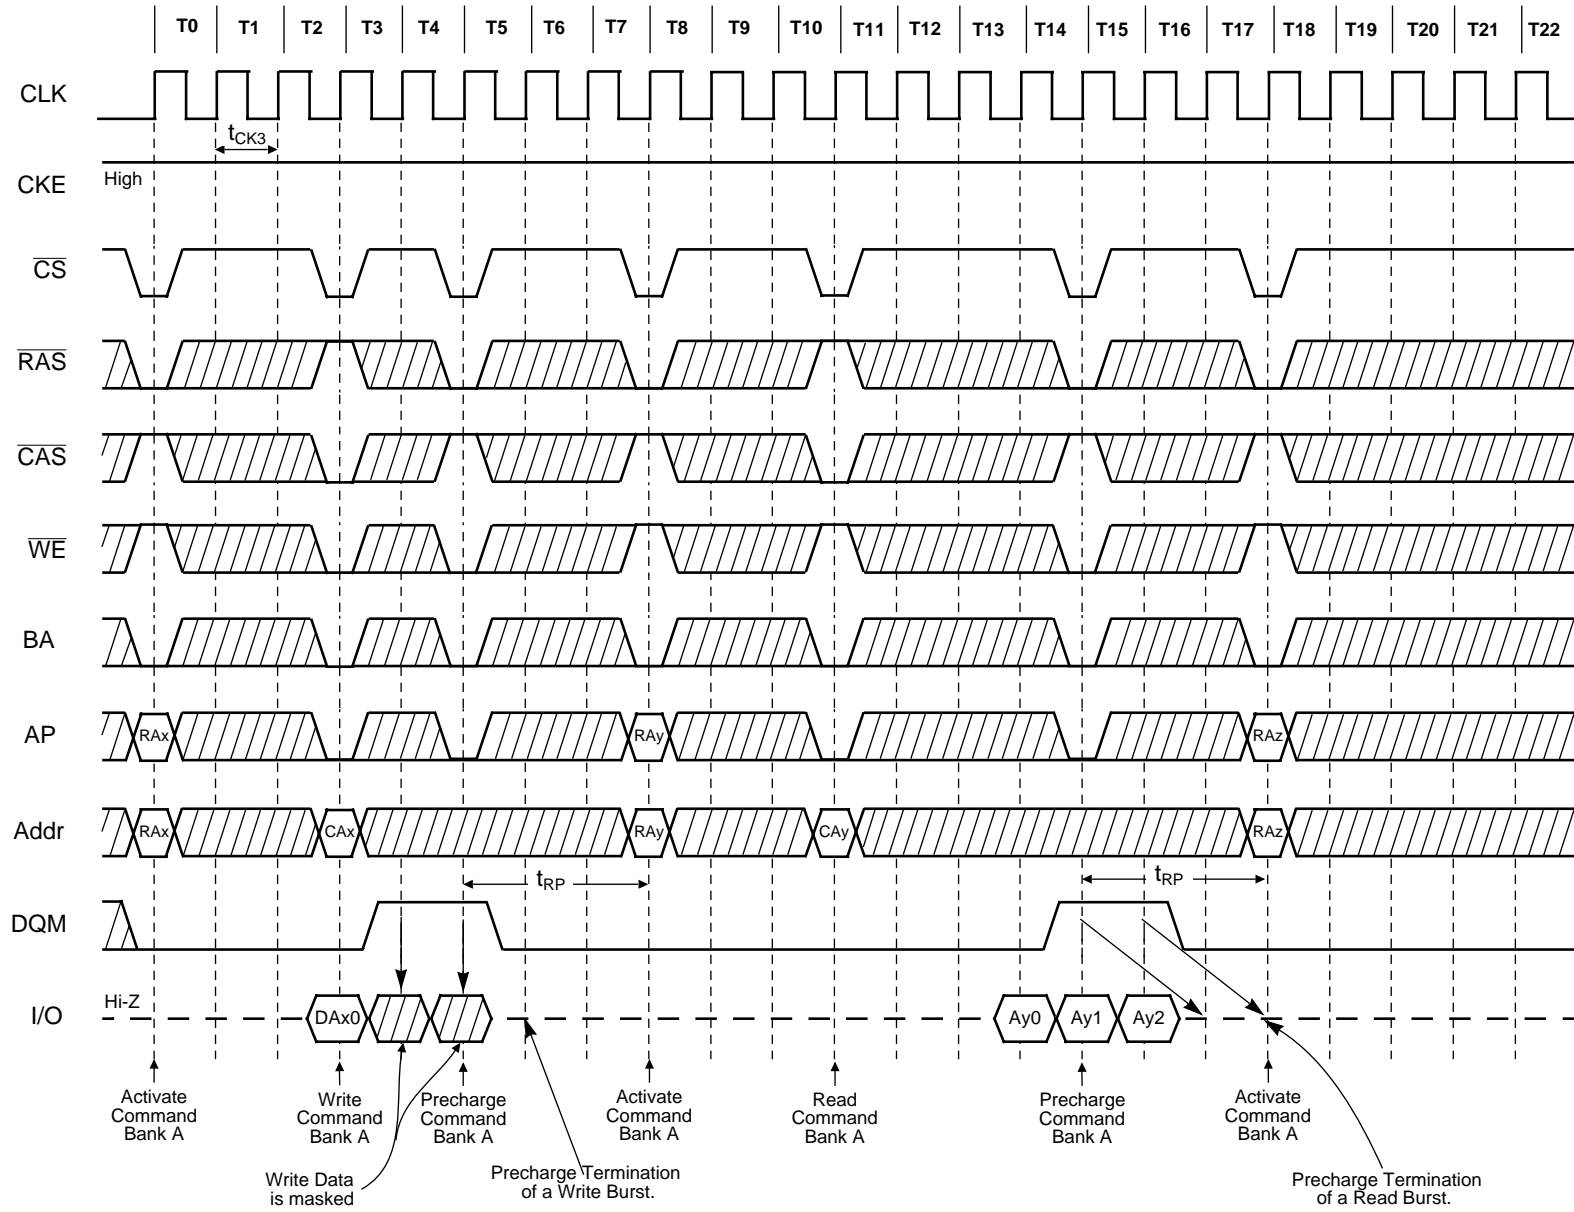 T0 T1 T2 T3 T4 T5 T6 T7 T8 T9 T10 T11 T12 T13 T14 T15 T16 T17 T18 T19 T20 T21 T22
CLK
tCK3
CKE High
CS
RAS
CAS
WE
BA
AP RAx RAy RAz
Addr RAx CAx RAy CAy RAz
tRP tRP
DQM
I/O Hi-Z DAx0 Ay0 Ay1 Ay2
Activate
Command
Bank A
Write
Command
Bank A
Precharge
Command
Bank A
Activate
Command
Bank A
Read
Command
Bank A
Precharge
Command
Bank A
Activate
Command
Bank A
Write Data
is masked
Precharge Termination
of a Write Burst.
Precharge Termination
of a Read Burst.